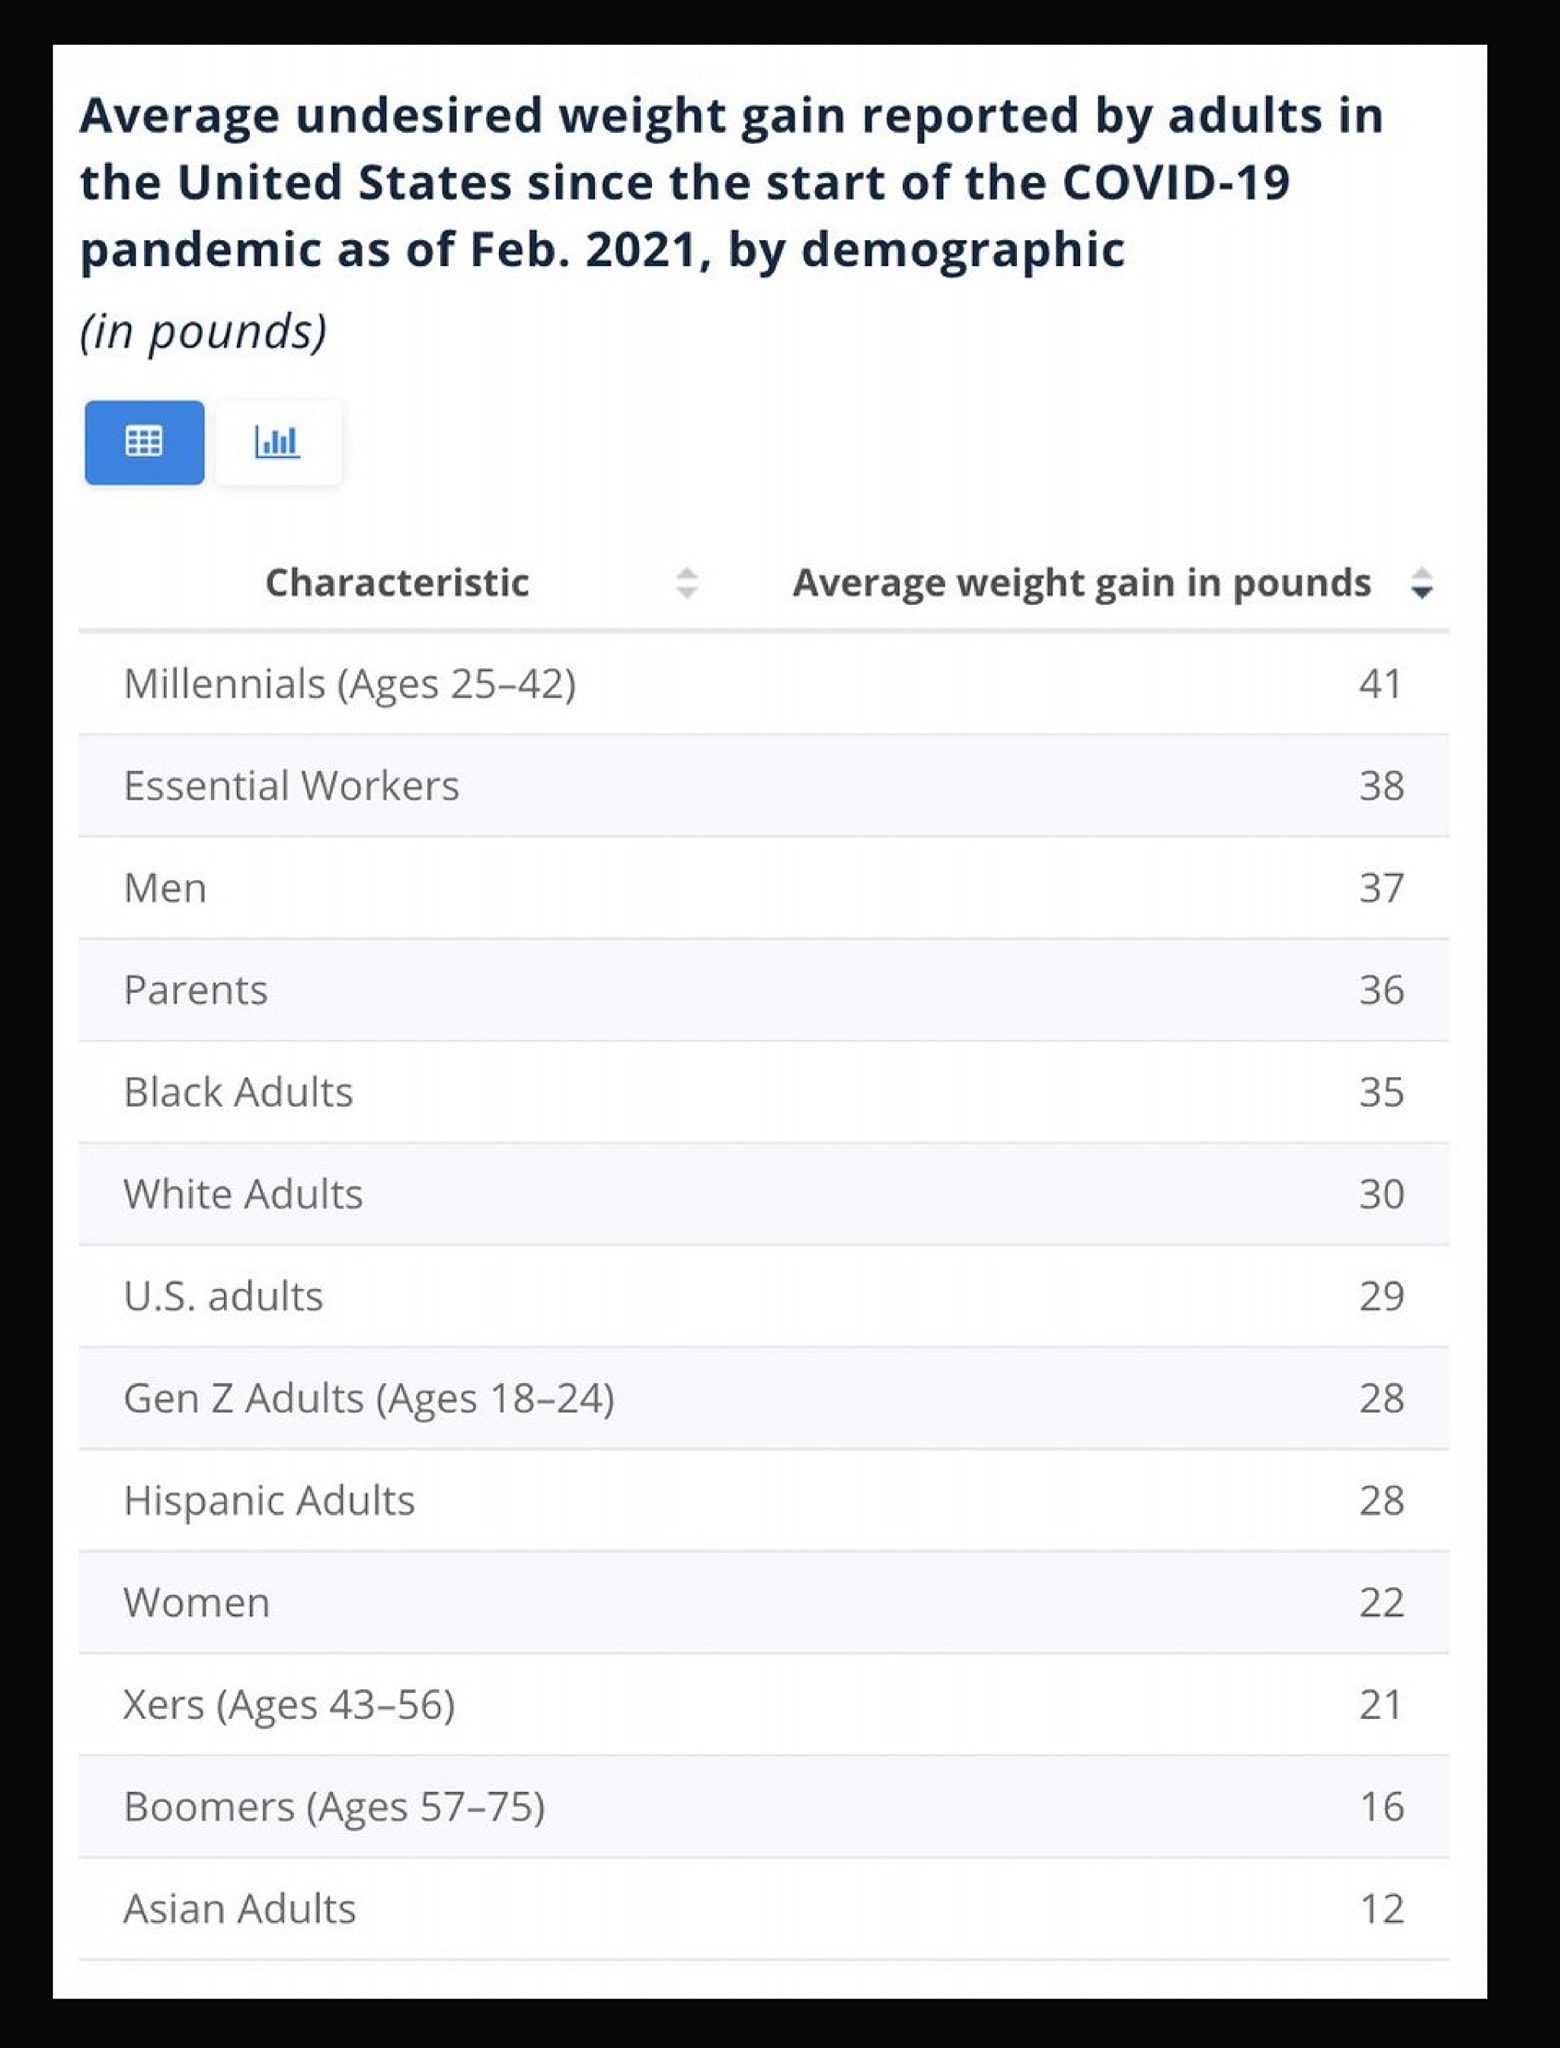 Average undesired weight gain reported by adults in
the United States since the start of the COVID-19
pandemic as of Feb. 2021, by demographic
(in pounds)
Characteristic Average weight gain in pounds
Millennials (Ages 25–42) 41
Essential Workers 38
Men 37
Parents 36
Black Adults 35
White Adults 30
U.S. adults 29
Gen Z Adults (Ages 18–24) 28
Hispanic Adults 28
Women 22
Xers (Ages 43–56) 21
Boomers (Ages 57–75) 16
Asian Adults 12